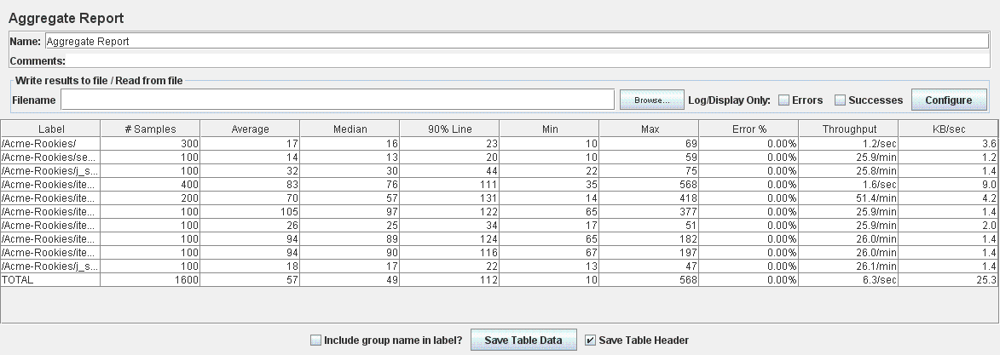 Aggregate Report
Name: Aggregate Report
Comments:
Write results to file / Read from file
Filename Browse... Log/Display Only: Errors Successes Configure
Label # Samples Average Median 90% Line Min Max Error % Throughput KB/sec
/Acme-Rookies/ 300 17 16 23 10 69 0.00% 1.2/sec 3.6
/Acme-Rookies/se... 100 14 13 20 10 59 0.00% 25.9/min 1.2
/Acme-Rookies/j_s... 100 32 30 44 22 75 0.00% 25.8/min 1.4
/Acme-Rookies/ite... 400 83 76 111 35 568 0.00% 1.6/sec 9.0
/Acme-Rookies/ite... 200 70 57 131 14 418 0.00% 51.4/min 4.2
/Acme-Rookies/ite... 100 105 97 122 65 377 0.00% 25.9/min 1.4
/Acme-Rookies/ite... 100 26 25 34 17 51 0.00% 25.9/min 2.0
/Acme-Rookies/ite... 100 94 89 124 65 182 0.00% 26.0/min 1.4
/Acme-Rookies/ite... 100 94 90 116 67 197 0.00% 26.0/min 1.4
/Acme-Rookies/j_s... 100 18 17 22 13 47 0.00% 26.1/min 1.4
TOTAL 1600 57 49 112 10 568 0.00% 6.3/sec 25.3
Include group name in label? Save Table Data Save Table Header